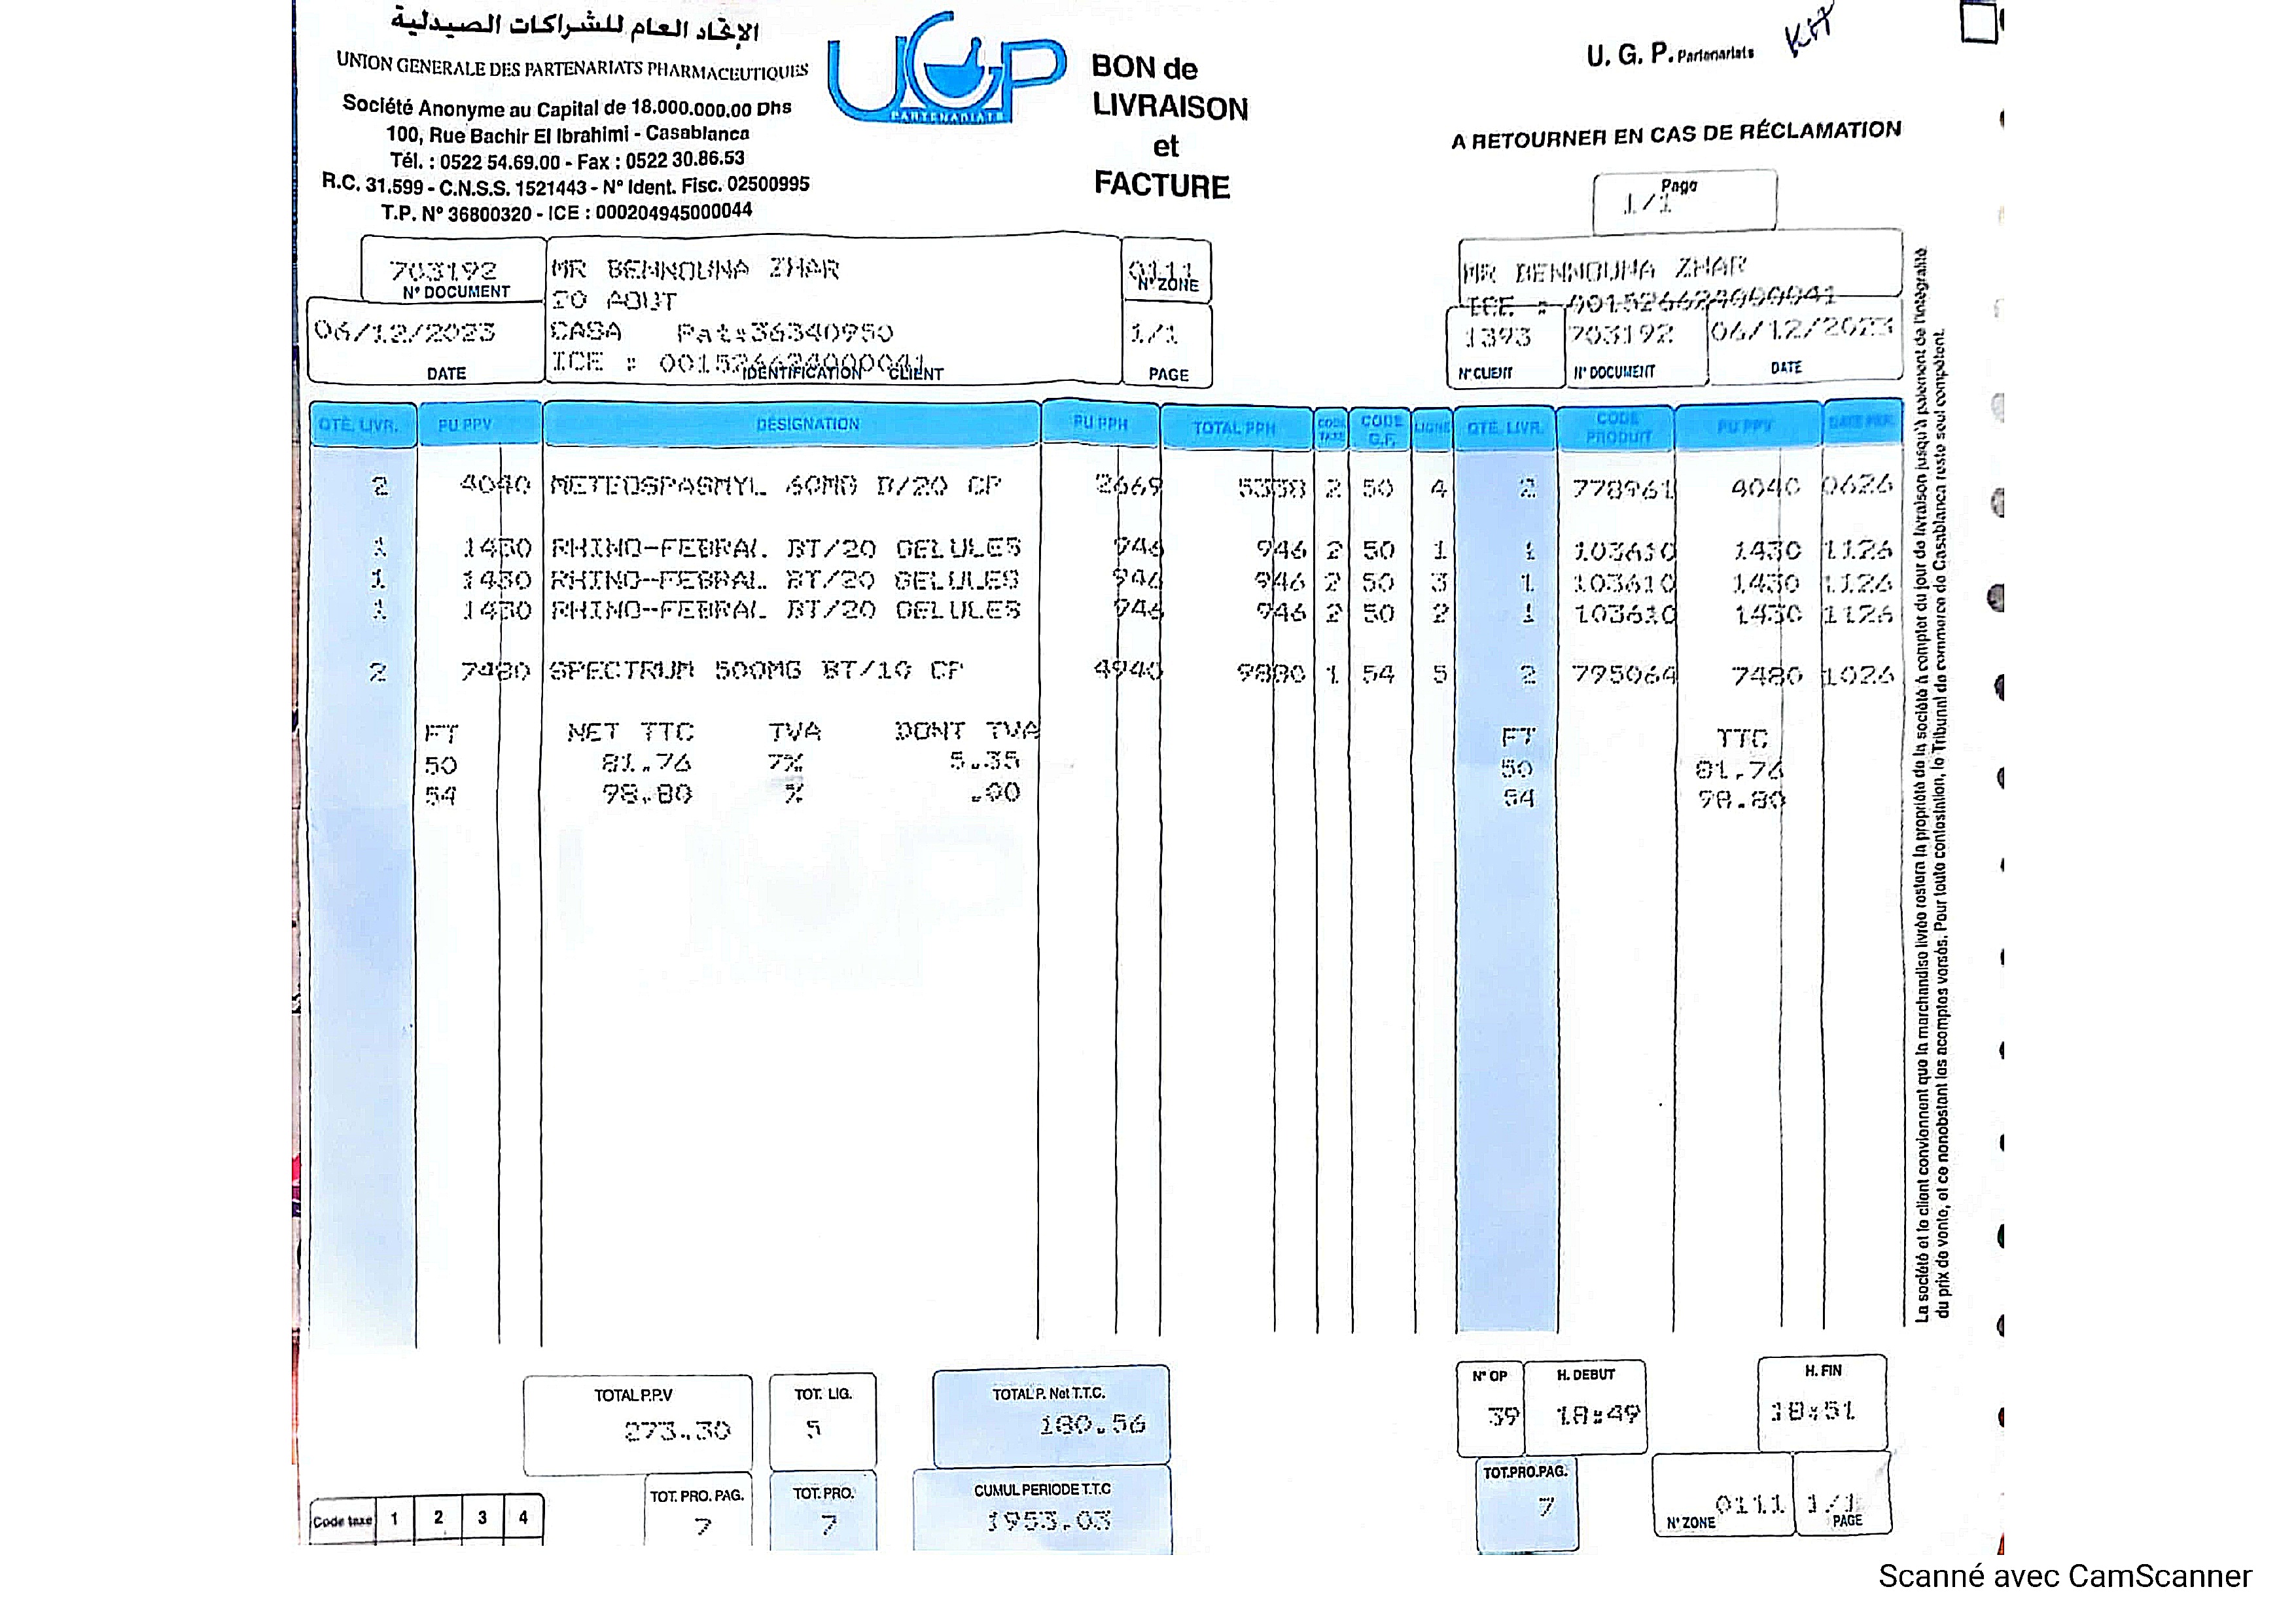 الإتحاد العام للشراكات الصيدلية
UNION GENERALE DES PARTENARIATS PHARMACEUTIQUES
Société Anonyme au Capital de 18.000.000.00 Dhs
100, Rue Bachir El Ibrahimi - Casablanca
Tél. : 0522 54.69.00 - Fax : 0522 30.86.53
R.C. 31.599 - C.N.S.S. 1521443 - N° Ident. Fisc. 02500995
T.P. N° 36800320 - ICE : 000204945000044
UGP
PARTENARIATS
BON de
LIVRAISON
et
FACTURE
U. G. P. Partenariats
A RETOURNER EN CAS DE RÉCLAMATION
Page
1/1
703192
N° DOCUMENT
06/12/2023
DATE
MR BENNOUNA ZHAR
20 AOUT
CASA Pat:36340950
ICE : 001526624000041
IDENTIFICATION CLIENT
0111
N° ZONE
1/1
PAGE
MR BENNOUNA ZHAR
ICE : 001526624000041
1393 703192 06/12/2023
N° CLIENT N° DOCUMENT DATE
QTE. LIVR. PU PPV DESIGNATION PU PPH TOTAL PPH CODE TAXE CODE G.F. LIGNE QTE. LIVR. CODE PRODUIT PU PPV DATE PER.
2 4040 METEOSPASMYL 60MG B/20 CP 2669 5338 2 50 4 2 778961 4040 0626
1 1430 RHINO-FEBRAL BT/20 GELULES 946 946 2 50 1 1 103610 1430 1126
1 1430 RHINO-FEBRAL BT/20 GELULES 946 946 2 50 3 1 103610 1430 1126
1 1430 RHINO-FEBRAL BT/20 GELULES 946 946 2 50 2 1 103610 1430 1126
2 7480 SPECTRUM 500MG BT/10 CP 4940 9880 1 54 5 2 795064 7480 1026
FT NET TTC TVA DONT TVA FT TTC
50 81.76 7% 5.35 50 81.76
54 98.80 % .00 54 98.80
La société et le client conviennent que la marchandise livrée restera la propriété de la société à compter du jour de livraison jusqu'à paiement de l'intégralité
du prix de vente, et ce nonobstant les acomptes versés. Pour toute contestation, le Tribunal de commerce de Casablanca reste seul compétent.
TOTAL P.P.V
273.30
TOT. LIG.
5
TOTAL P. Net T.T.C.
180.56
N° OP
39
H. DEBUT
18:49
H. FIN
18:51
Code taxe 1 2 3 4
TOT. PRO. PAG.
7
TOT. PRO.
7
CUMUL PERIODE T.T.C
1953.03
TOT.PRO.PAG.
7
N° ZONE 0111
1/1
PAGE
Scanné avec CamScanner